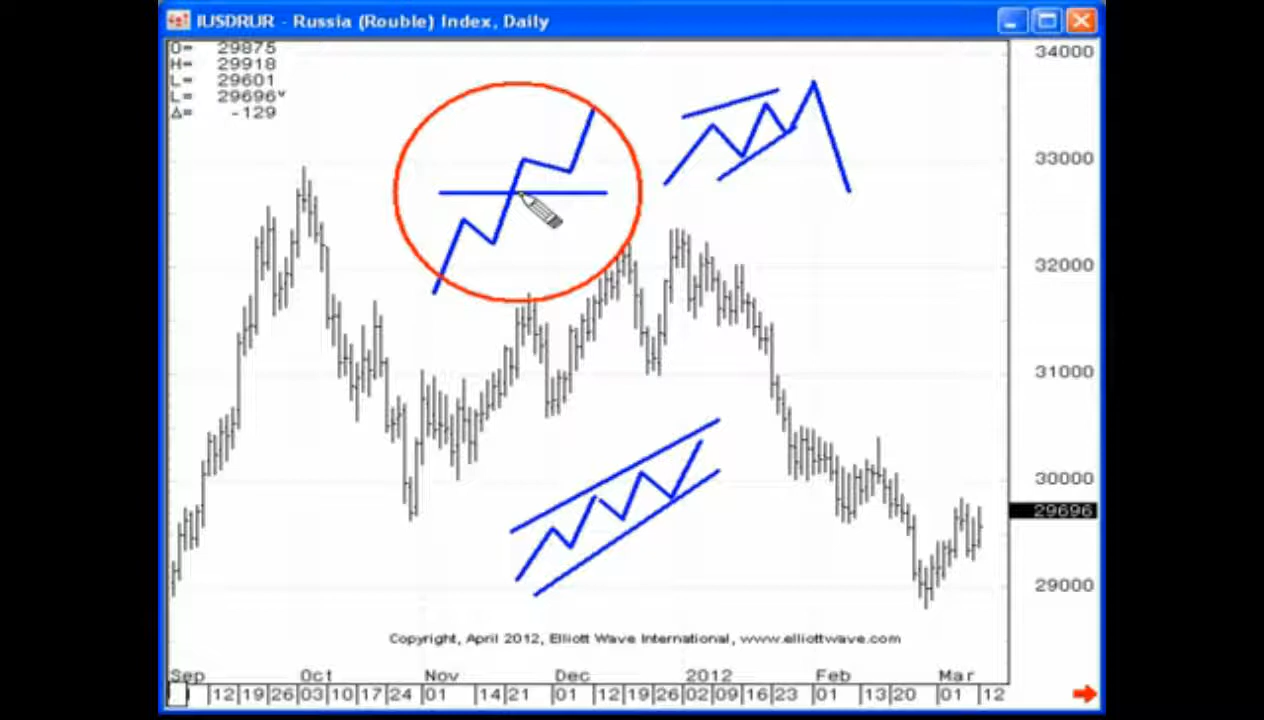 IUSDRUR - Russia (Rouble) Index, Daily
O= 29875
H= 29918
L= 29601
L= 29696v
Δ= -129
34000
33000
32000
31000
30000
29696
29000
Copyright, April 2012, Elliott Wave International, www.elliottwave.com
Sep Oct Nov Dec 2012 Feb Mar
12 19 26 03 10 17 24 01 14 21 01 12 19 26 02 09 16 23 01 13 20 01 12